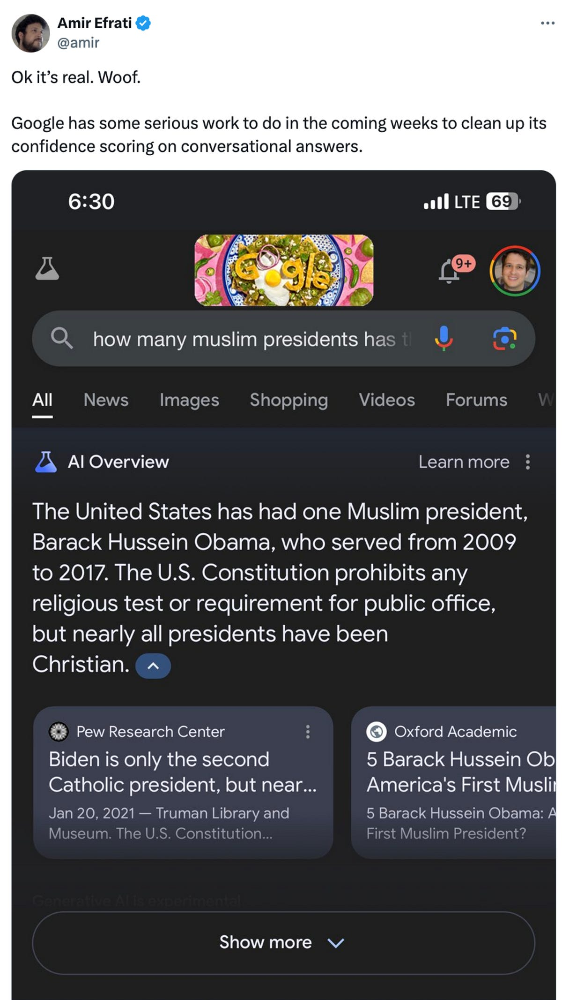 Amir Efrati
@amir
Ok it’s real. Woof.
Google has some serious work to do in the coming weeks to clean up its
confidence scoring on conversational answers.
6:30
LTE 69
Google
9+
how many muslim presidents has
All News Images Shopping Videos Forums W
AI Overview
Learn more
The United States has had one Muslim president,
Barack Hussein Obama, who served from 2009
to 2017. The U.S. Constitution prohibits any
religious test or requirement for public office,
but nearly all presidents have been
Christian.
Pew Research Center
Biden is only the second
Catholic president, but near...
Jan 20, 2021 — Truman Library and
Museum. The U.S. Constitution...
Oxford Academic
5 Barack Hussein Ob
America's First Musli
5 Barack Hussein Obama: A
First Muslim President?
Generative AI is experimental
Show more